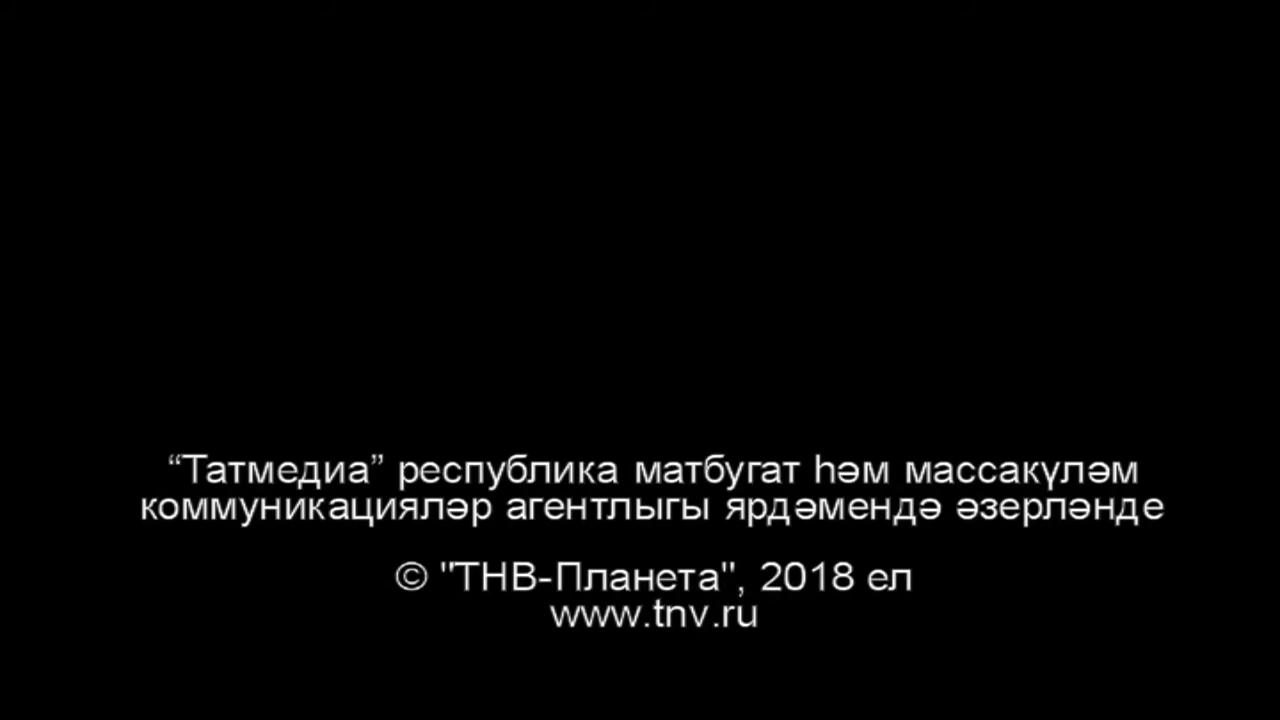 “Татмедиа” республика матбугат һәм массакүләм
коммуникацияләр агентлыгы ярдәмендә әзерләнде
© "ТНВ-Планета", 2018 ел
www.tnv.ru